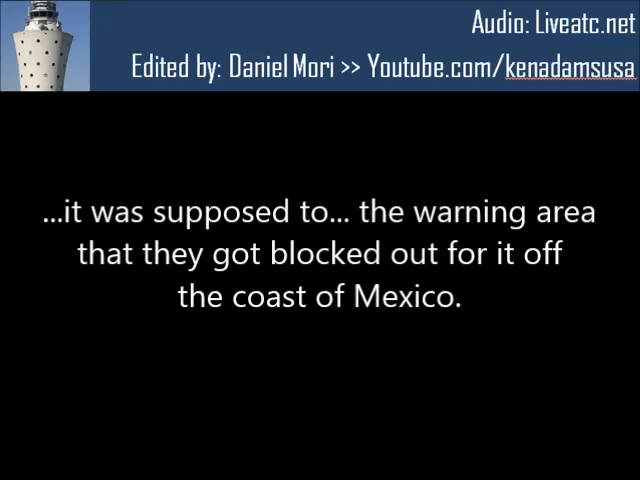 Audio: Liveatc.net
Edited by: Daniel Mori >> Youtube.com/kenadamsusa
...it was supposed to... the warning area
that they got blocked out for it off
the coast of Mexico.